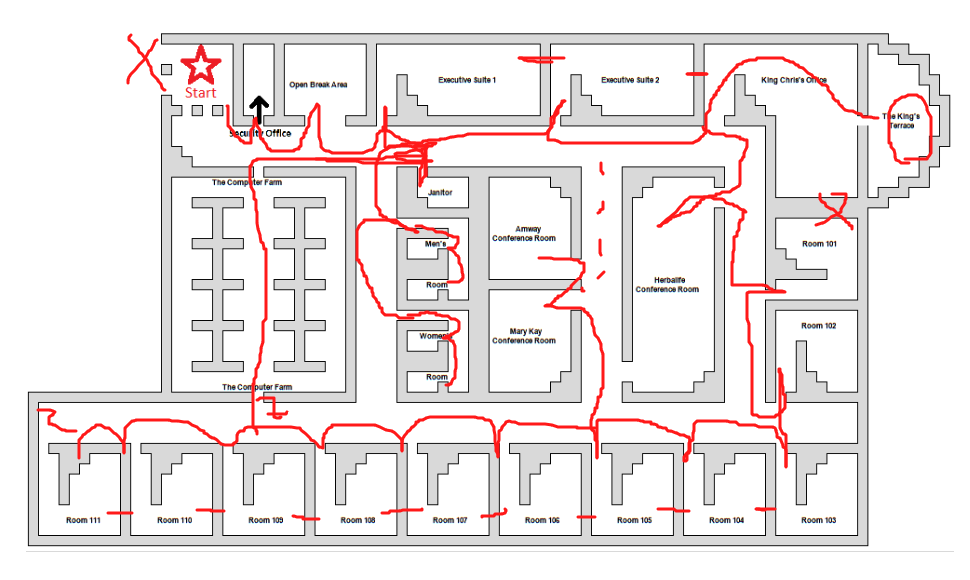 Start
Open Break Area
Executive Suite 1
Executive Suite 2
King Chris's Office
The King's
Terrace
Security Office
The Computer Farm
Janitor
Amway
Conference Room
Men's
Room
Room 101
Herbalife
Conference Room
Mary Kay
Conference Room
Women's
Room
Room 102
The Computer Farm
Room 111
Room 110
Room 109
Room 108
Room 107
Room 106
Room 105
Room 104
Room 103